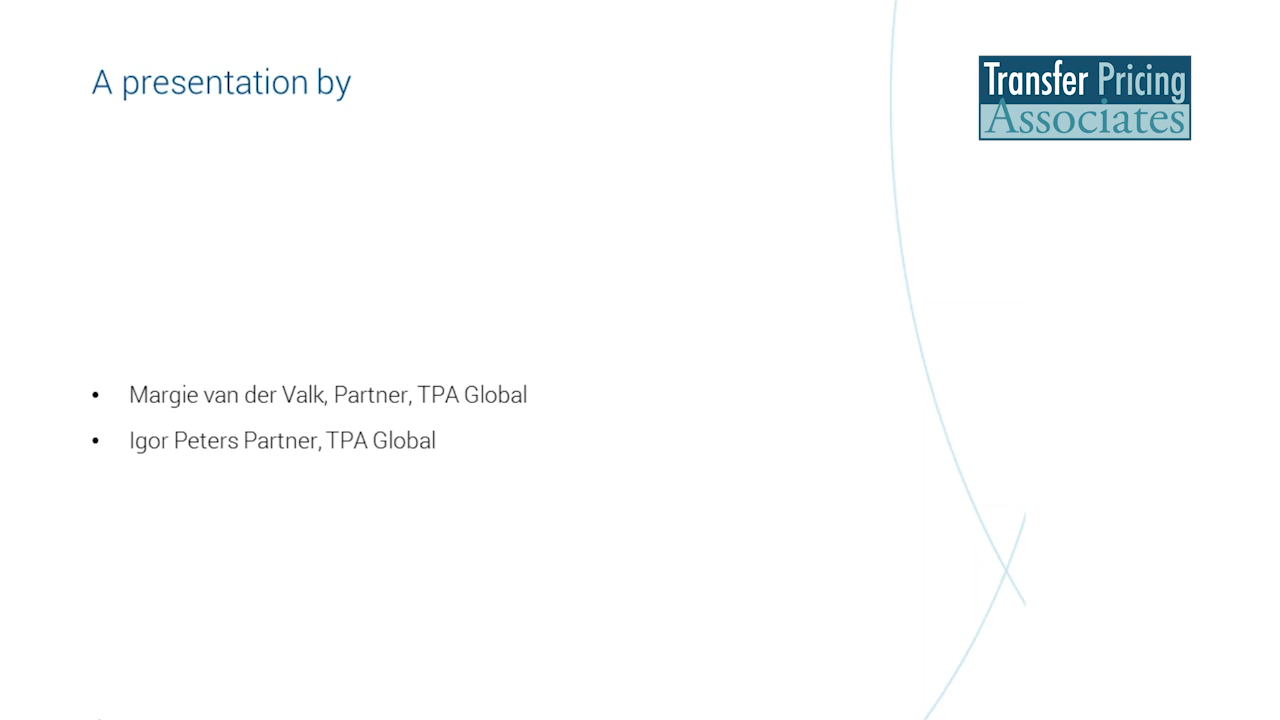 A presentation by
Transfer Pricing
Associates
• Margie van der Valk, Partner, TPA Global
• Igor Peters Partner, TPA Global